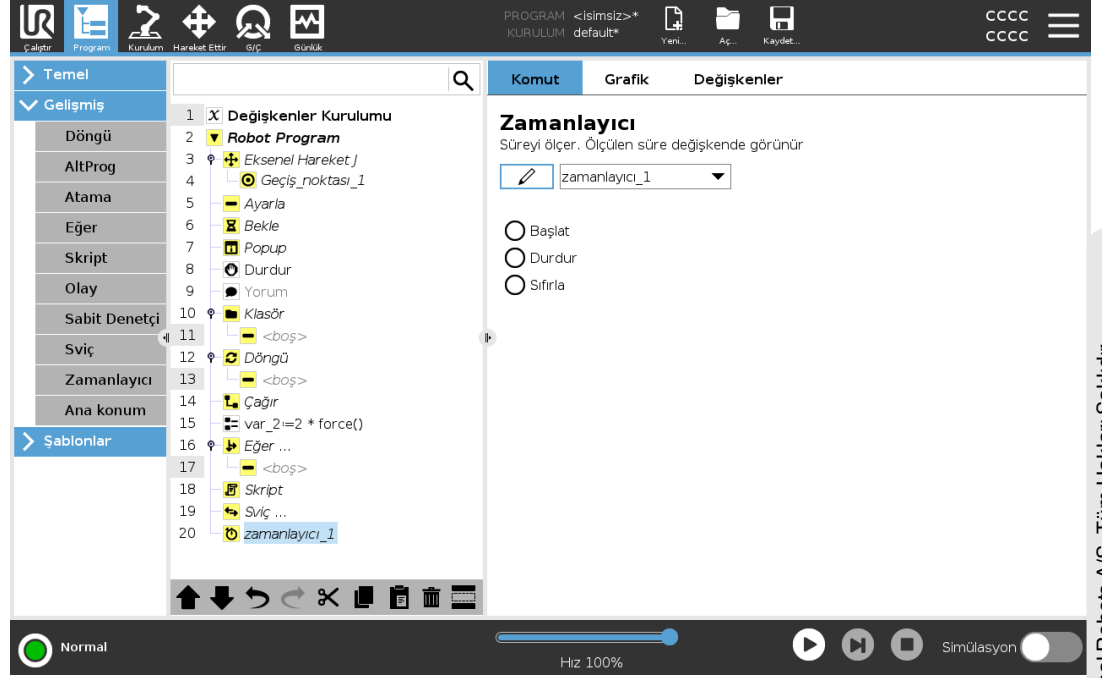 PROGRAM <isimsiz>*
KURULUM default*
cccc
cccc
Çalıştır Program Kurulum Hareket Ettir G/Ç Günlük Yeni... Aç... Kaydet...
Temel
Gelişmiş
Döngü
AltProg
Atama
Eğer
Skript
Olay
Sabit Denetçi
Sviç
Zamanlayıcı
Ana konum
Şablonlar
1 X Değişkenler Kurulumu
2 Robot Program
3 Eksenel Hareket J
4 Geçiş_noktası_1
5 Ayarla
6 Bekle
7 Popup
8 Durdur
9 Yorum
10 Klasör
11 <boş>
12 Döngü
13 <boş>
14 Çağır
15 var_2:=2 * force()
16 Eğer ...
17 <boş>
18 Skript
19 Sviç ...
20 zamanlayıcı_1
Komut Grafik Değişkenler
Zamanlayıcı
Süreyi ölçer. Ölçülen süre değişkende görünür
zamanlayıcı_1
Başlat
Durdur
Sıfırla
Normal
Hız 100%
Simülasyon
Robots A/S. Tüm Hakları Saklıdır.